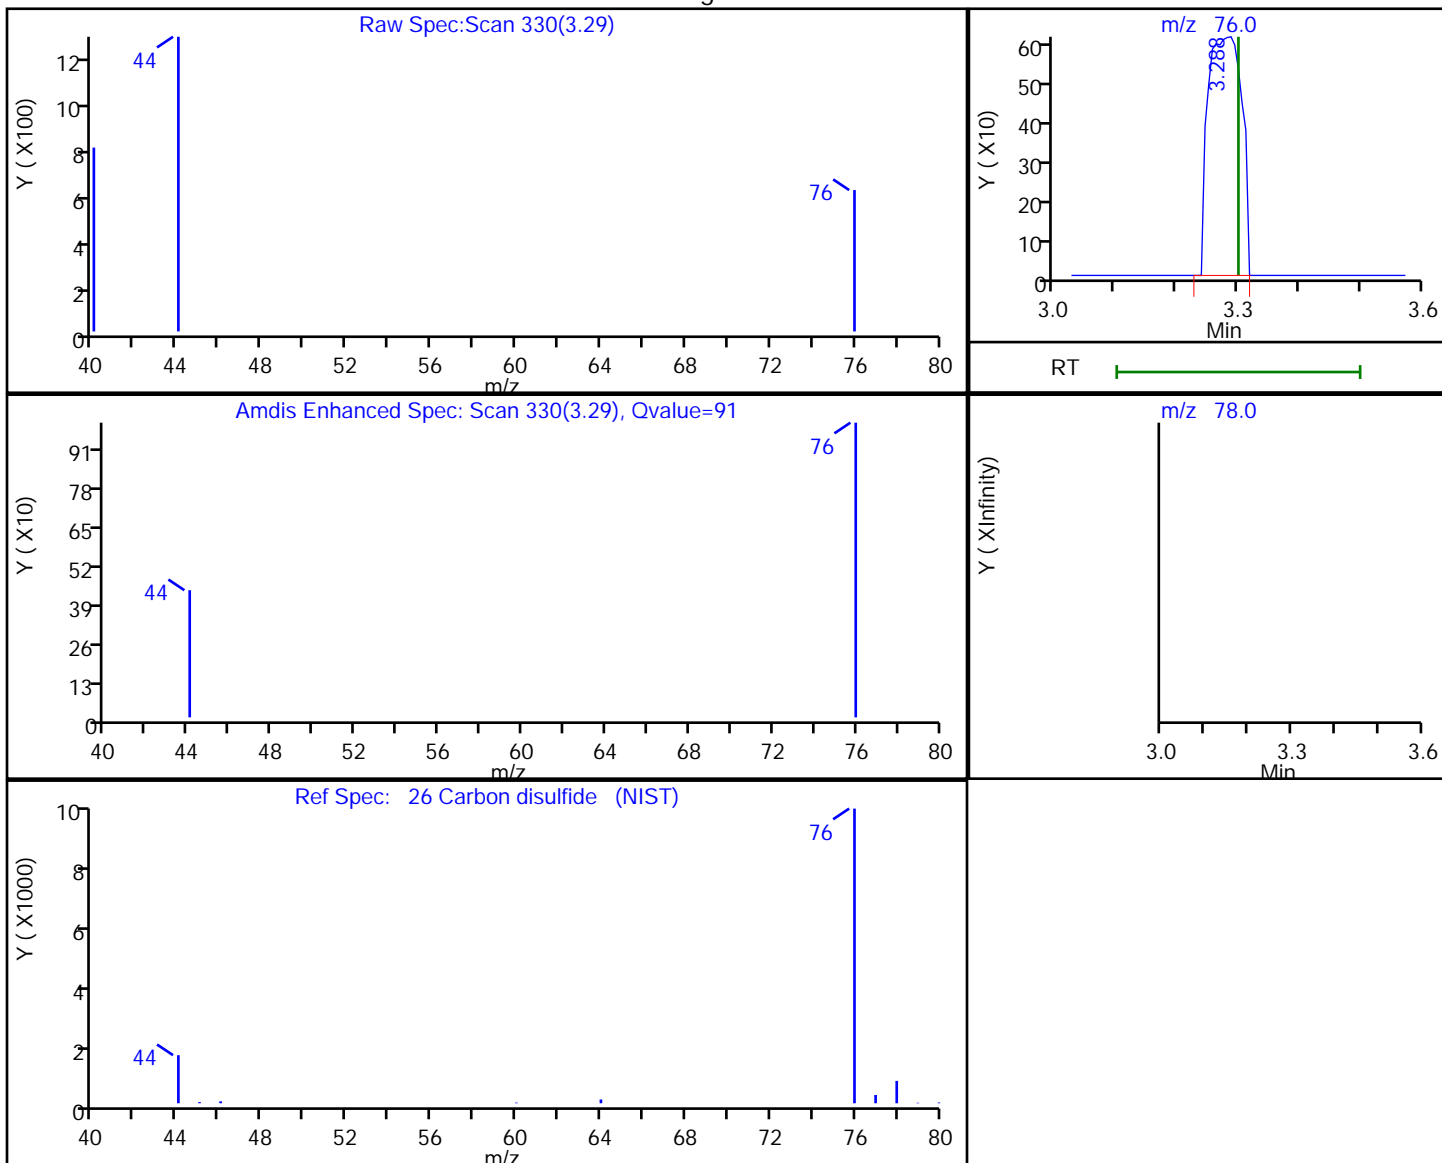 Raw Spec:Scan 330(3.29)
Y ( X100)
12
10
8
6
4
2
0
44
76
40 44 48 52 56 60 64 68 72 76 80
m/z
m/z 76.0
Y ( X10)
60
50
40
30
20
10
0
3.288
3.0 3.3 3.6
Min
RT
Amdis Enhanced Spec: Scan 330(3.29), Qvalue=91
Y ( X10)
91
78
65
52
39
26
13
0
76
44
40 44 48 52 56 60 64 68 72 76 80
m/z
m/z 78.0
Y ( XInfinity)
3.0 3.3 3.6
Min
Ref Spec: 26 Carbon disulfide (NIST)
Y ( X1000)
10
8
6
4
2
0
76
44
40 44 48 52 56 60 64 68 72 76 80
m/z